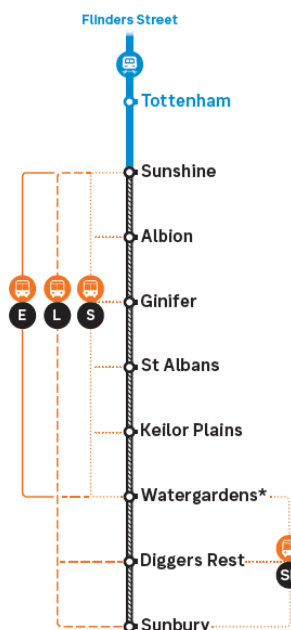 Flinders Street
Tottenham
Sunshine
Albion
Ginifer
E L S
St Albans
Keilor Plains
Watergardens*
Diggers Rest
Sunbury